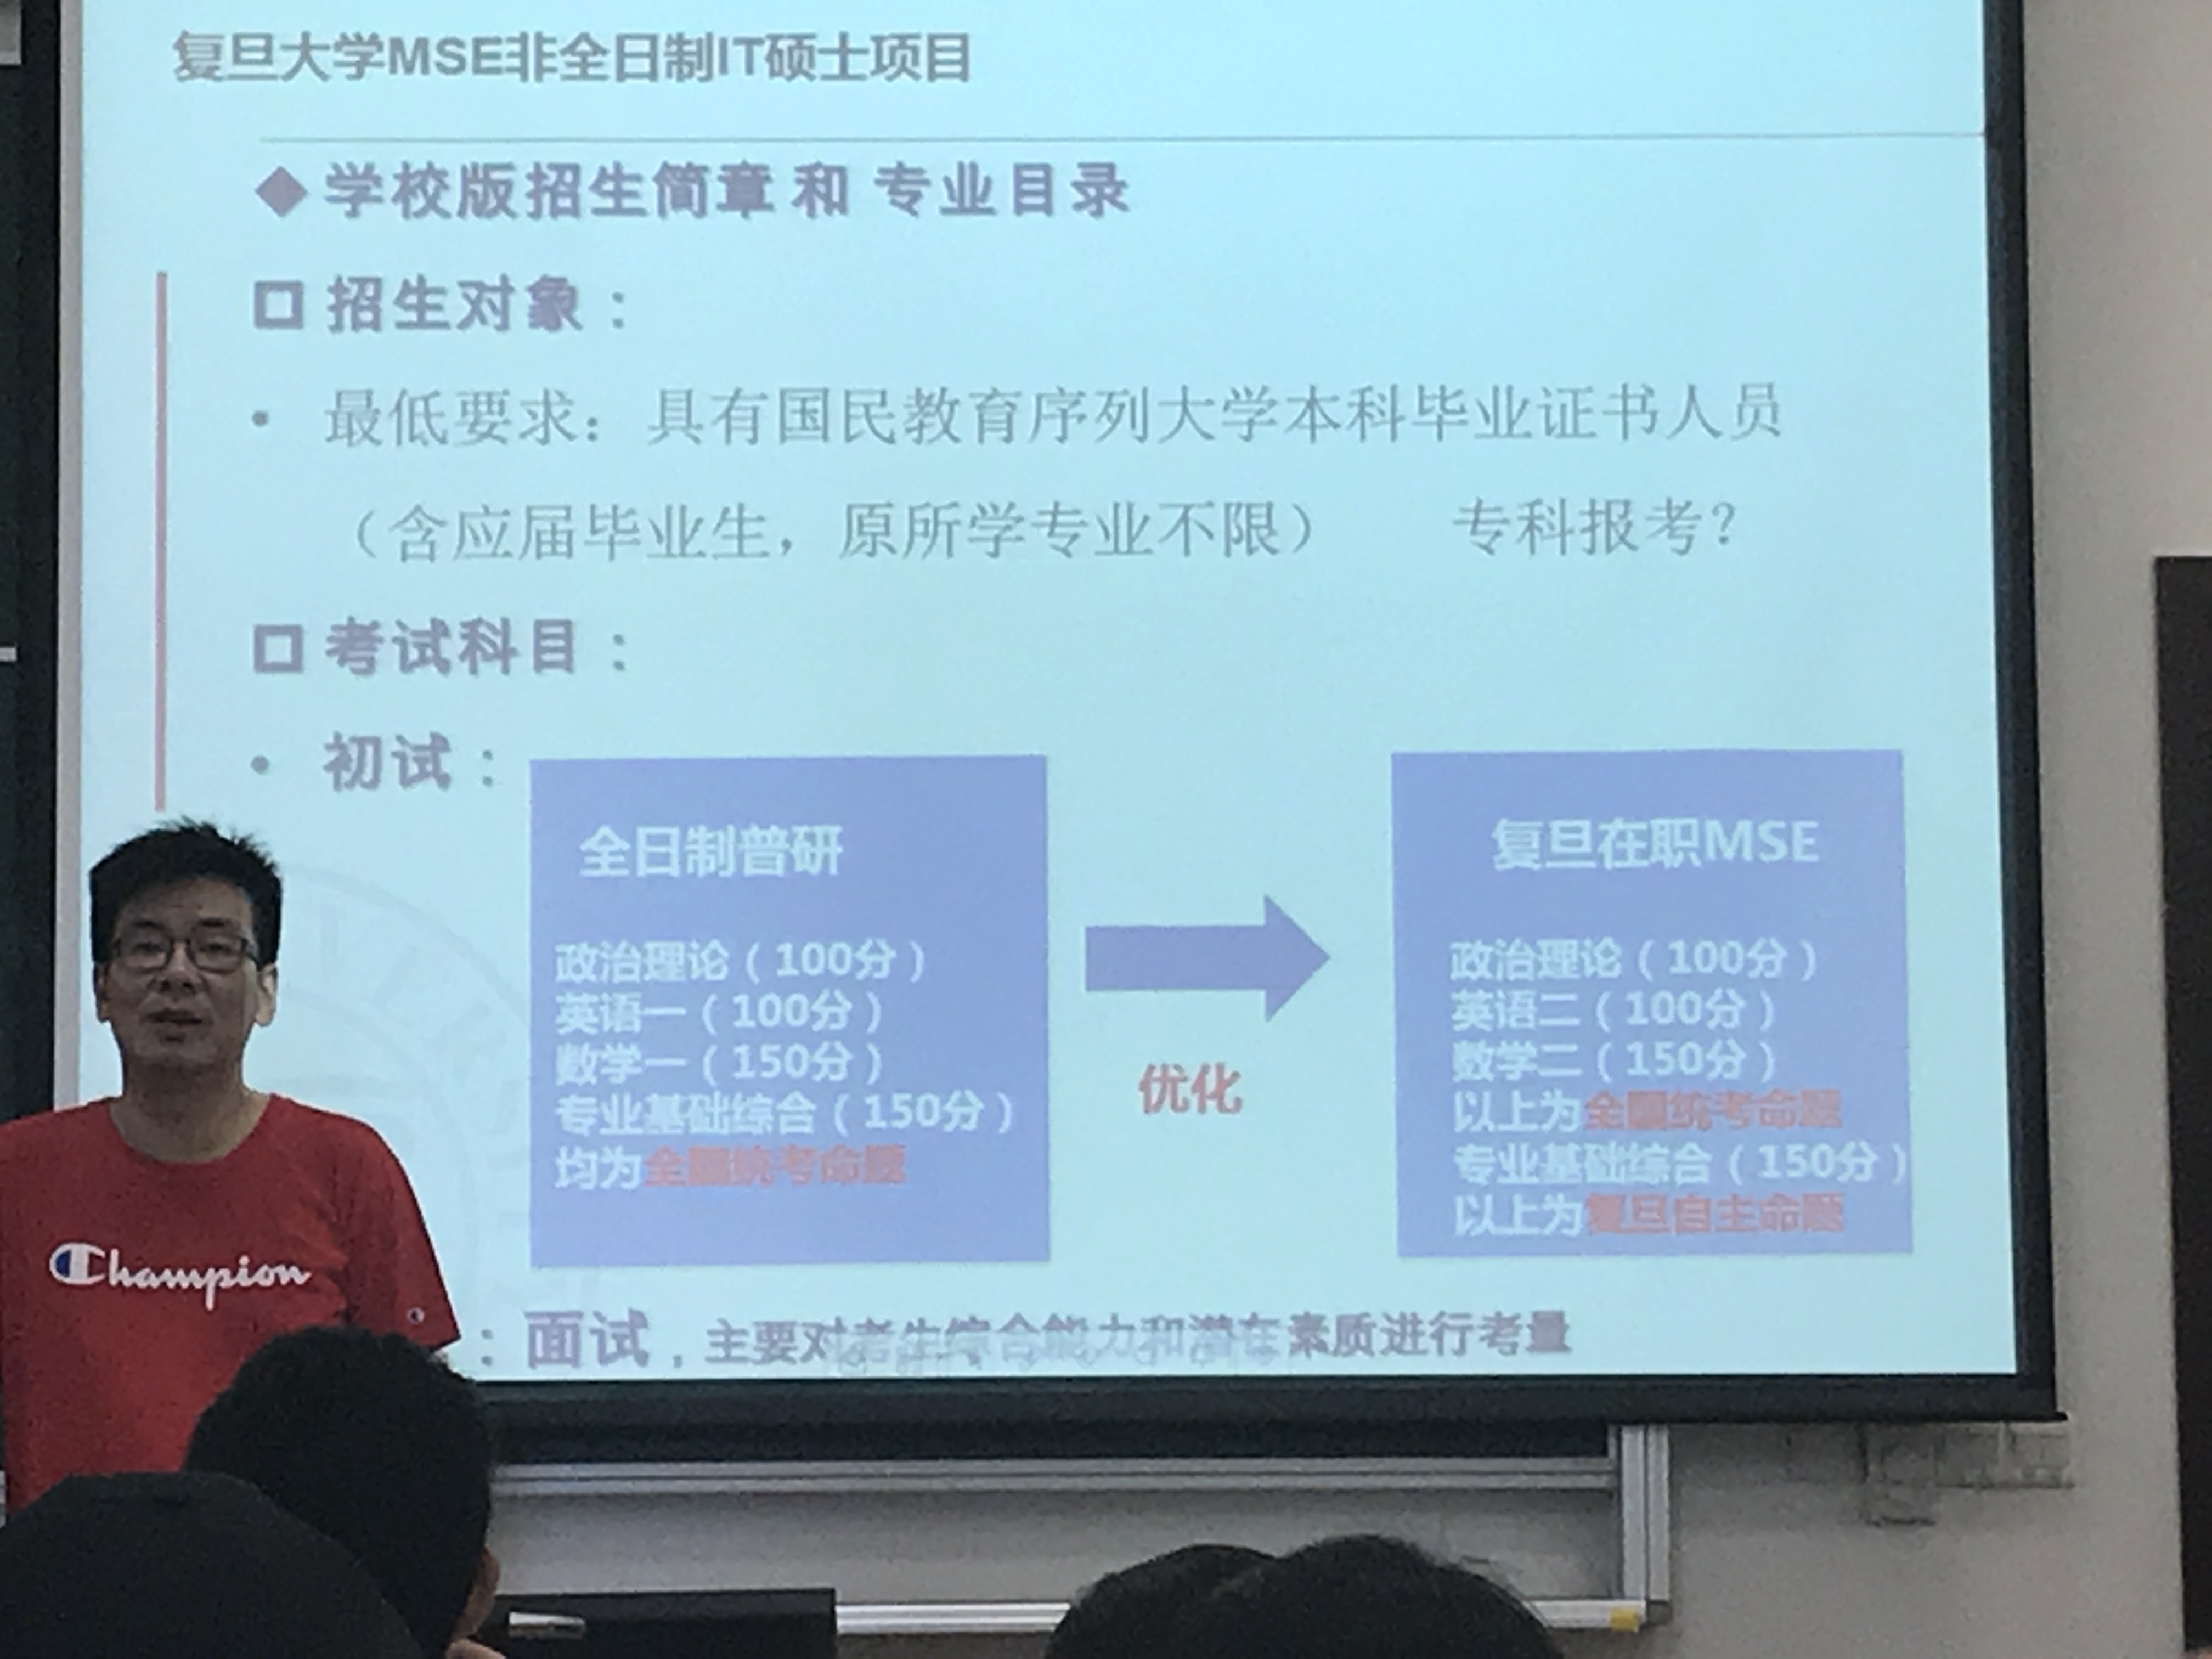 复旦大学MSE非全日制IT硕士项目
◆ 学校版招生简章 和 专业目录
招生对象：
• 最低要求：具有国民教育序列大学本科毕业证书人员
（含应届毕业生，原所学专业不限） 专科报考？
考试科目：
• 初试：
全日制普研
政治理论（100分）
英语一（100分）
数学一（150分）
专业基础综合（150分）
均为全国统考命题
优化
复旦在职MSE
政治理论（100分）
英语二（100分）
数学二（150分）
以上为全国统考命题
专业基础综合（150分）
以上为复旦自主命题
：面试，主要对考生综合能力和潜在素质进行考量
Champion